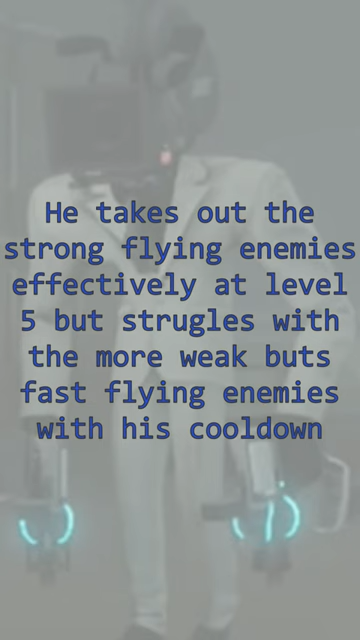 He takes out the
strong flying enemies
effectively at level
5 but strugles with
the more weak buts
fast flying enemies
with his cooldown